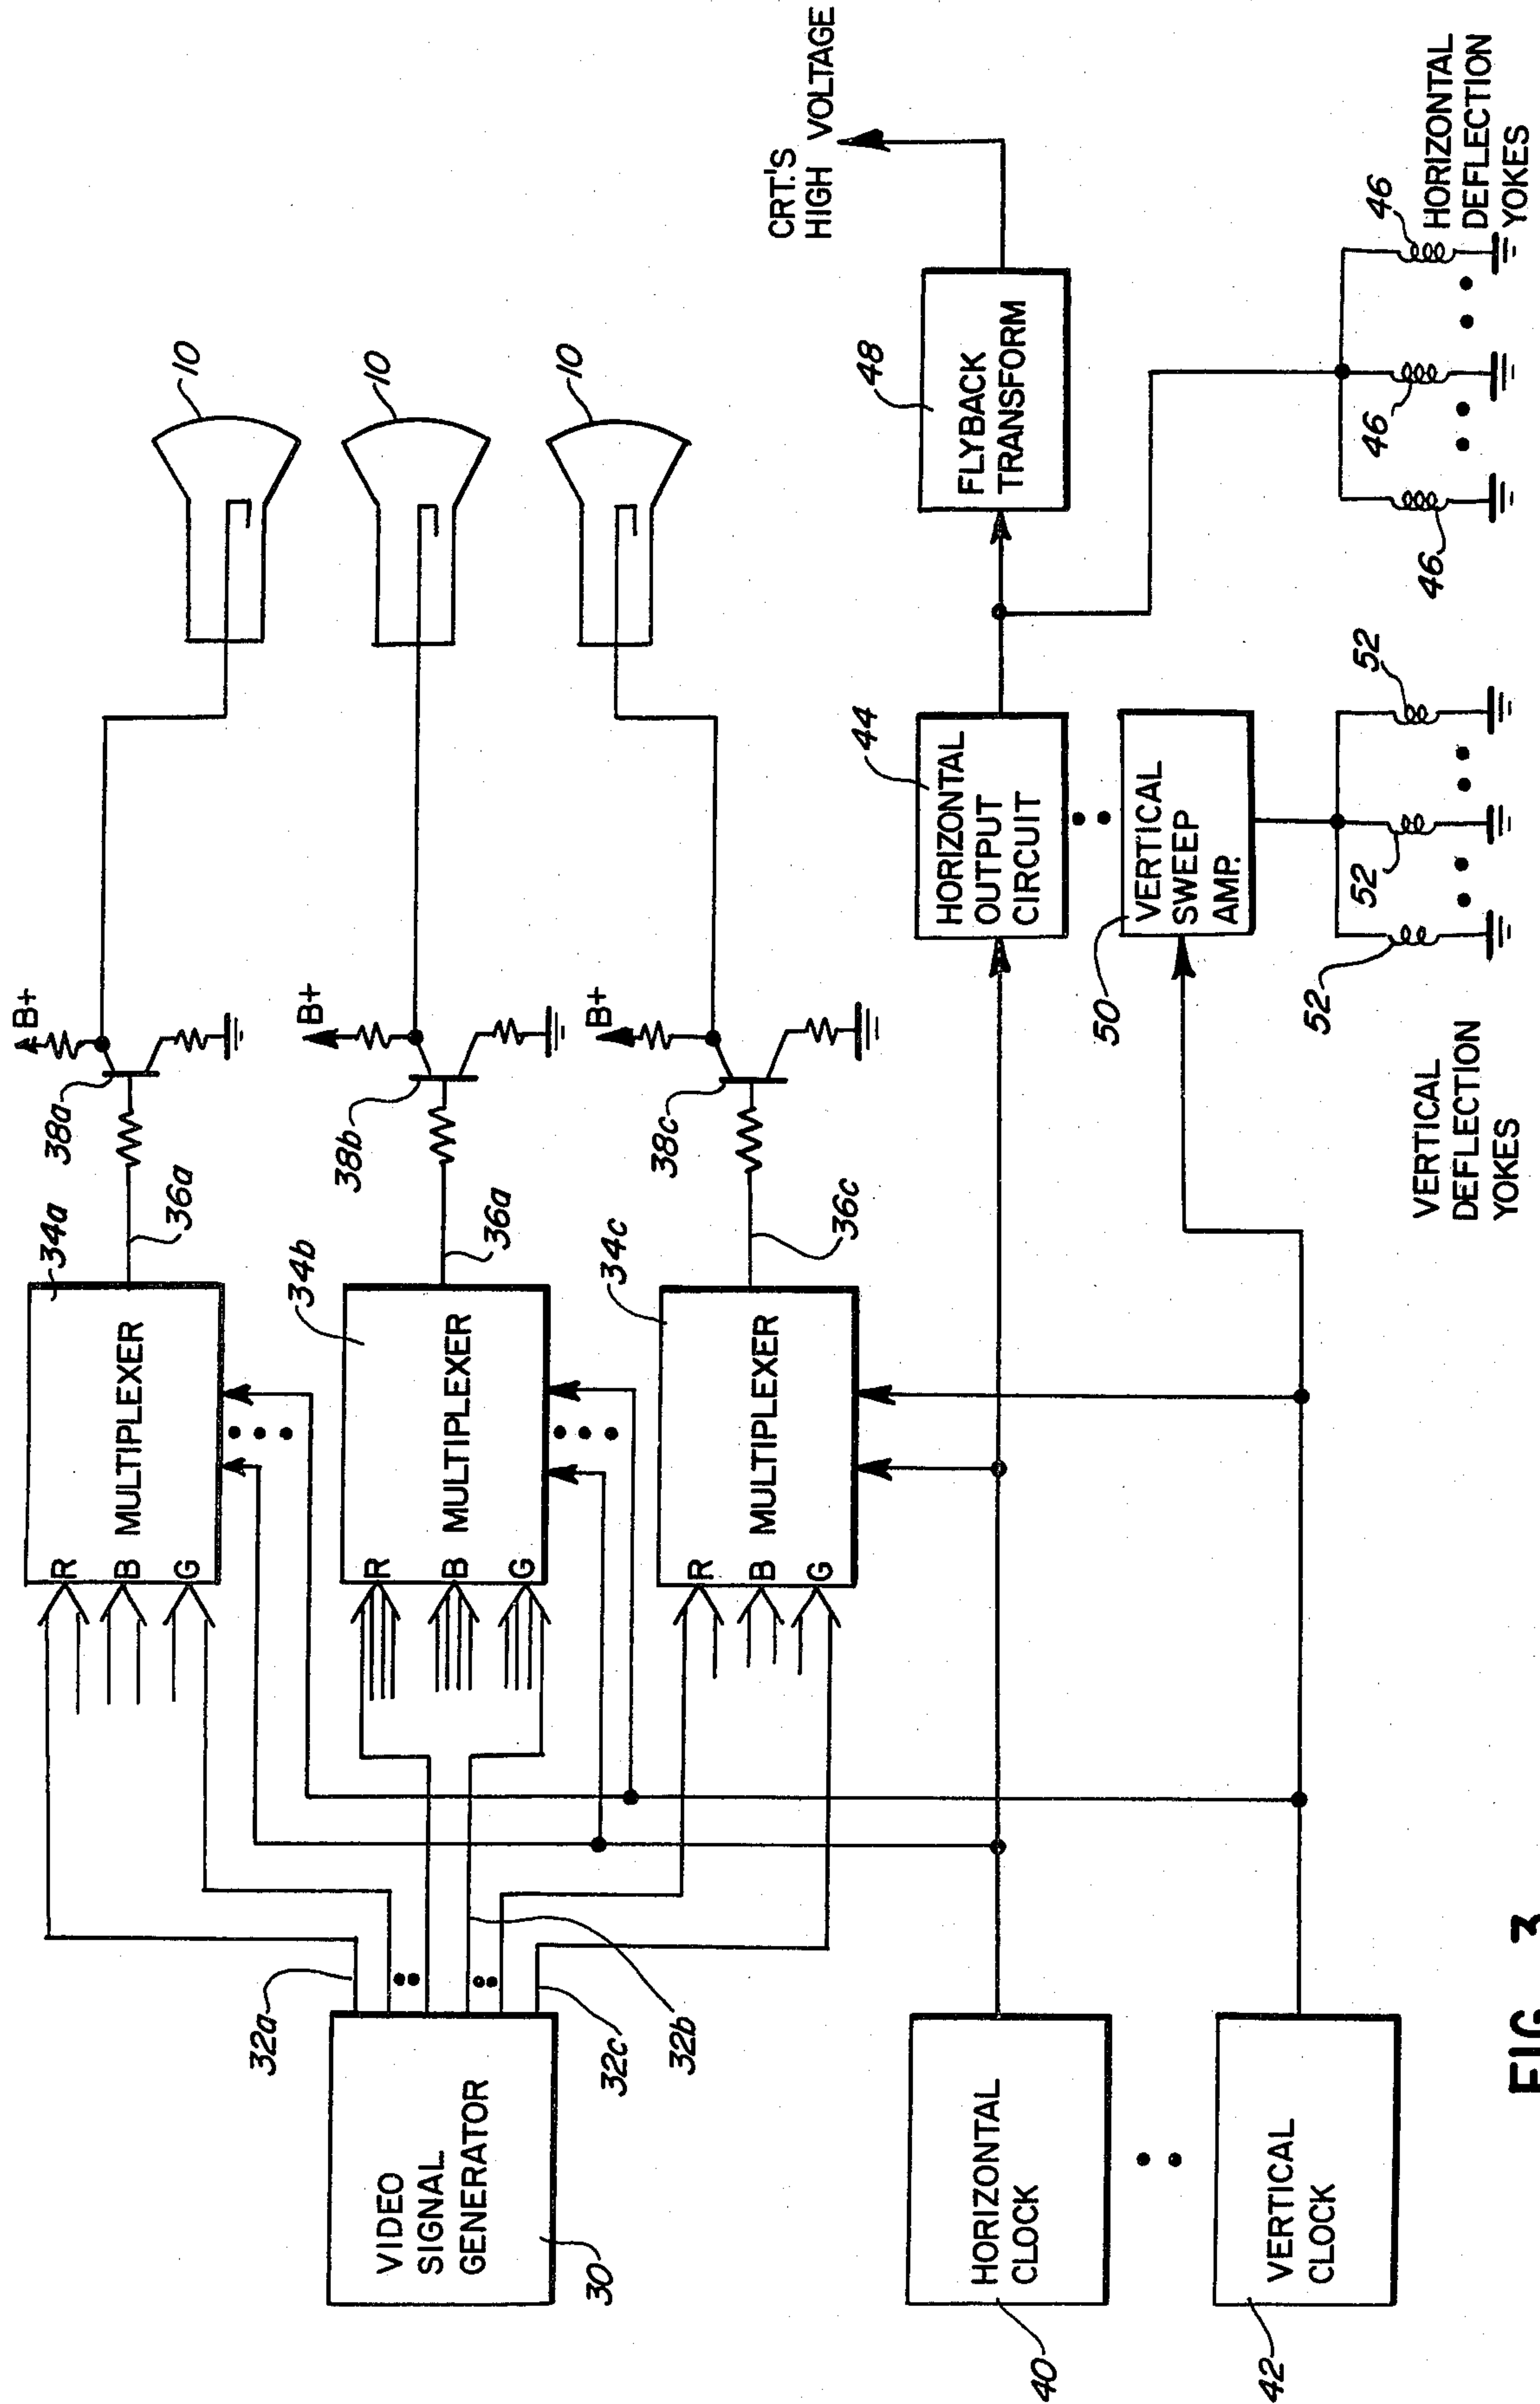 B+
38a
36a
34a
MULTIPLEXER
R
B
G
10
B+
38b
36a
34b
MULTIPLEXER
R
B
G
10
B+
38c
36c
34c
MULTIPLEXER
R
B
G
10
32a
32c
32b
VIDEO
SIGNAL
GENERATOR
30
CRT.'S
HIGH VOLTAGE
48
FLYBACK
TRANSFORM
44
HORIZONTAL
OUTPUT
CIRCUIT
HORIZONTAL
CLOCK
40
50
VERTICAL
SWEEP
AMP.
VERTICAL
CLOCK
42
46
46
46
HORIZONTAL
DEFLECTION
YOKES
52
52
52
VERTICAL
DEFLECTION
YOKES
FIG. 3